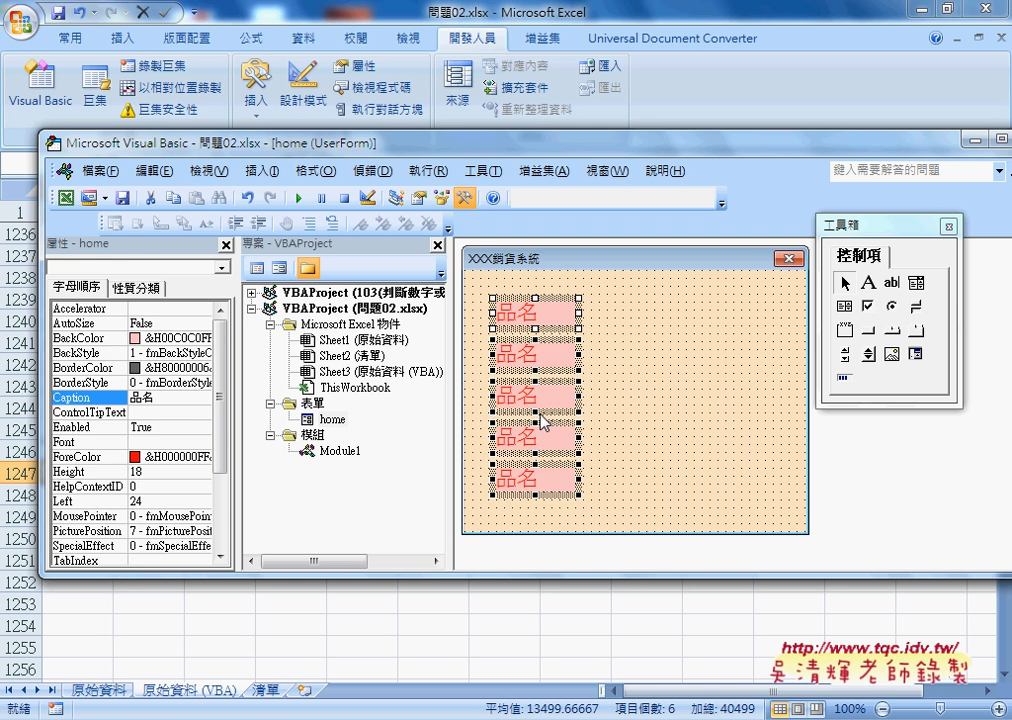 問題02.xlsx - Microsoft Excel
常用 插入 版面配置 公式 資料 校閱 檢視 開發人員 增益集 Universal Document Converter
Visual Basic 巨集 錄製巨集 以相對位置錄製 巨集安全性 插入 設計模式 屬性 檢視程式碼 執行對話方塊 來源 對應內容 擴充套件 重新整理資料 匯入 匯出
Microsoft Visual Basic - 問題02.xlsx - [home (UserForm)]
檔案(F) 編輯(E) 檢視(V) 插入(I) 格式(O) 偵錯(D) 執行(R) 工具(T) 增益集(A) 視窗(W) 說明(H) 鍵入需要解答的問題
屬性 - home
字母順序 性質分類
Accelerator
AutoSize False
BackColor &H00C0C0FF
BackStyle 1 - fmBackStyle
BorderColor &H80000006
BorderStyle 0 - fmBorderStyle
Caption 品名
ControlTipText
Enabled True
Font
ForeColor &H000000FF
Height 18
HelpContextID 0
Left 24
MousePointer 0 - fmMousePoin
PicturePosition 7 - fmPicturePosit
SpecialEffect 0 - fmSpecialEffe
TabIndex
專案 - VBAProject
VBAProject (103(判斷數字或
VBAProject (問題02.xlsx)
Microsoft Excel 物件
Sheet1 (原始資料)
Sheet2 (清單)
Sheet3 (原始資料 (VBA))
ThisWorkbook
表單
home
模組
Module1
XXX銷貨系統
品名
品名
品名
品名
品名
工具箱
控制項
A abl
1
1236
1237
1238
1239
1240
1241
1242
1243
1244
1245
1246
1247
1248
1249
1250
1251
1252
1253
1254
1255
1256
http://www.tqc.idv.tw/
吳清輝老師錄製
原始資料 原始資料 (VBA) 清單
就緒 平均值: 13499.66667 項目個數: 6 加總: 40499 100%